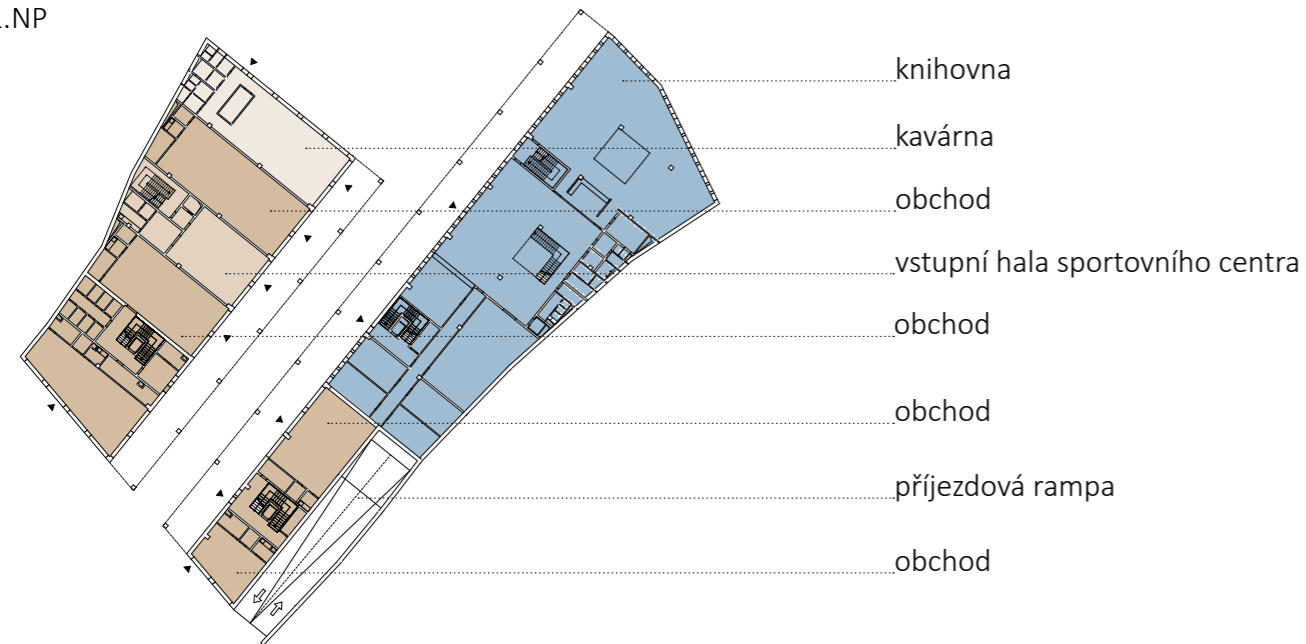 .NP
knihovna
kavárna
obchod
vstupní hala sportovního centra
obchod
obchod
příjezdová rampa
obchod